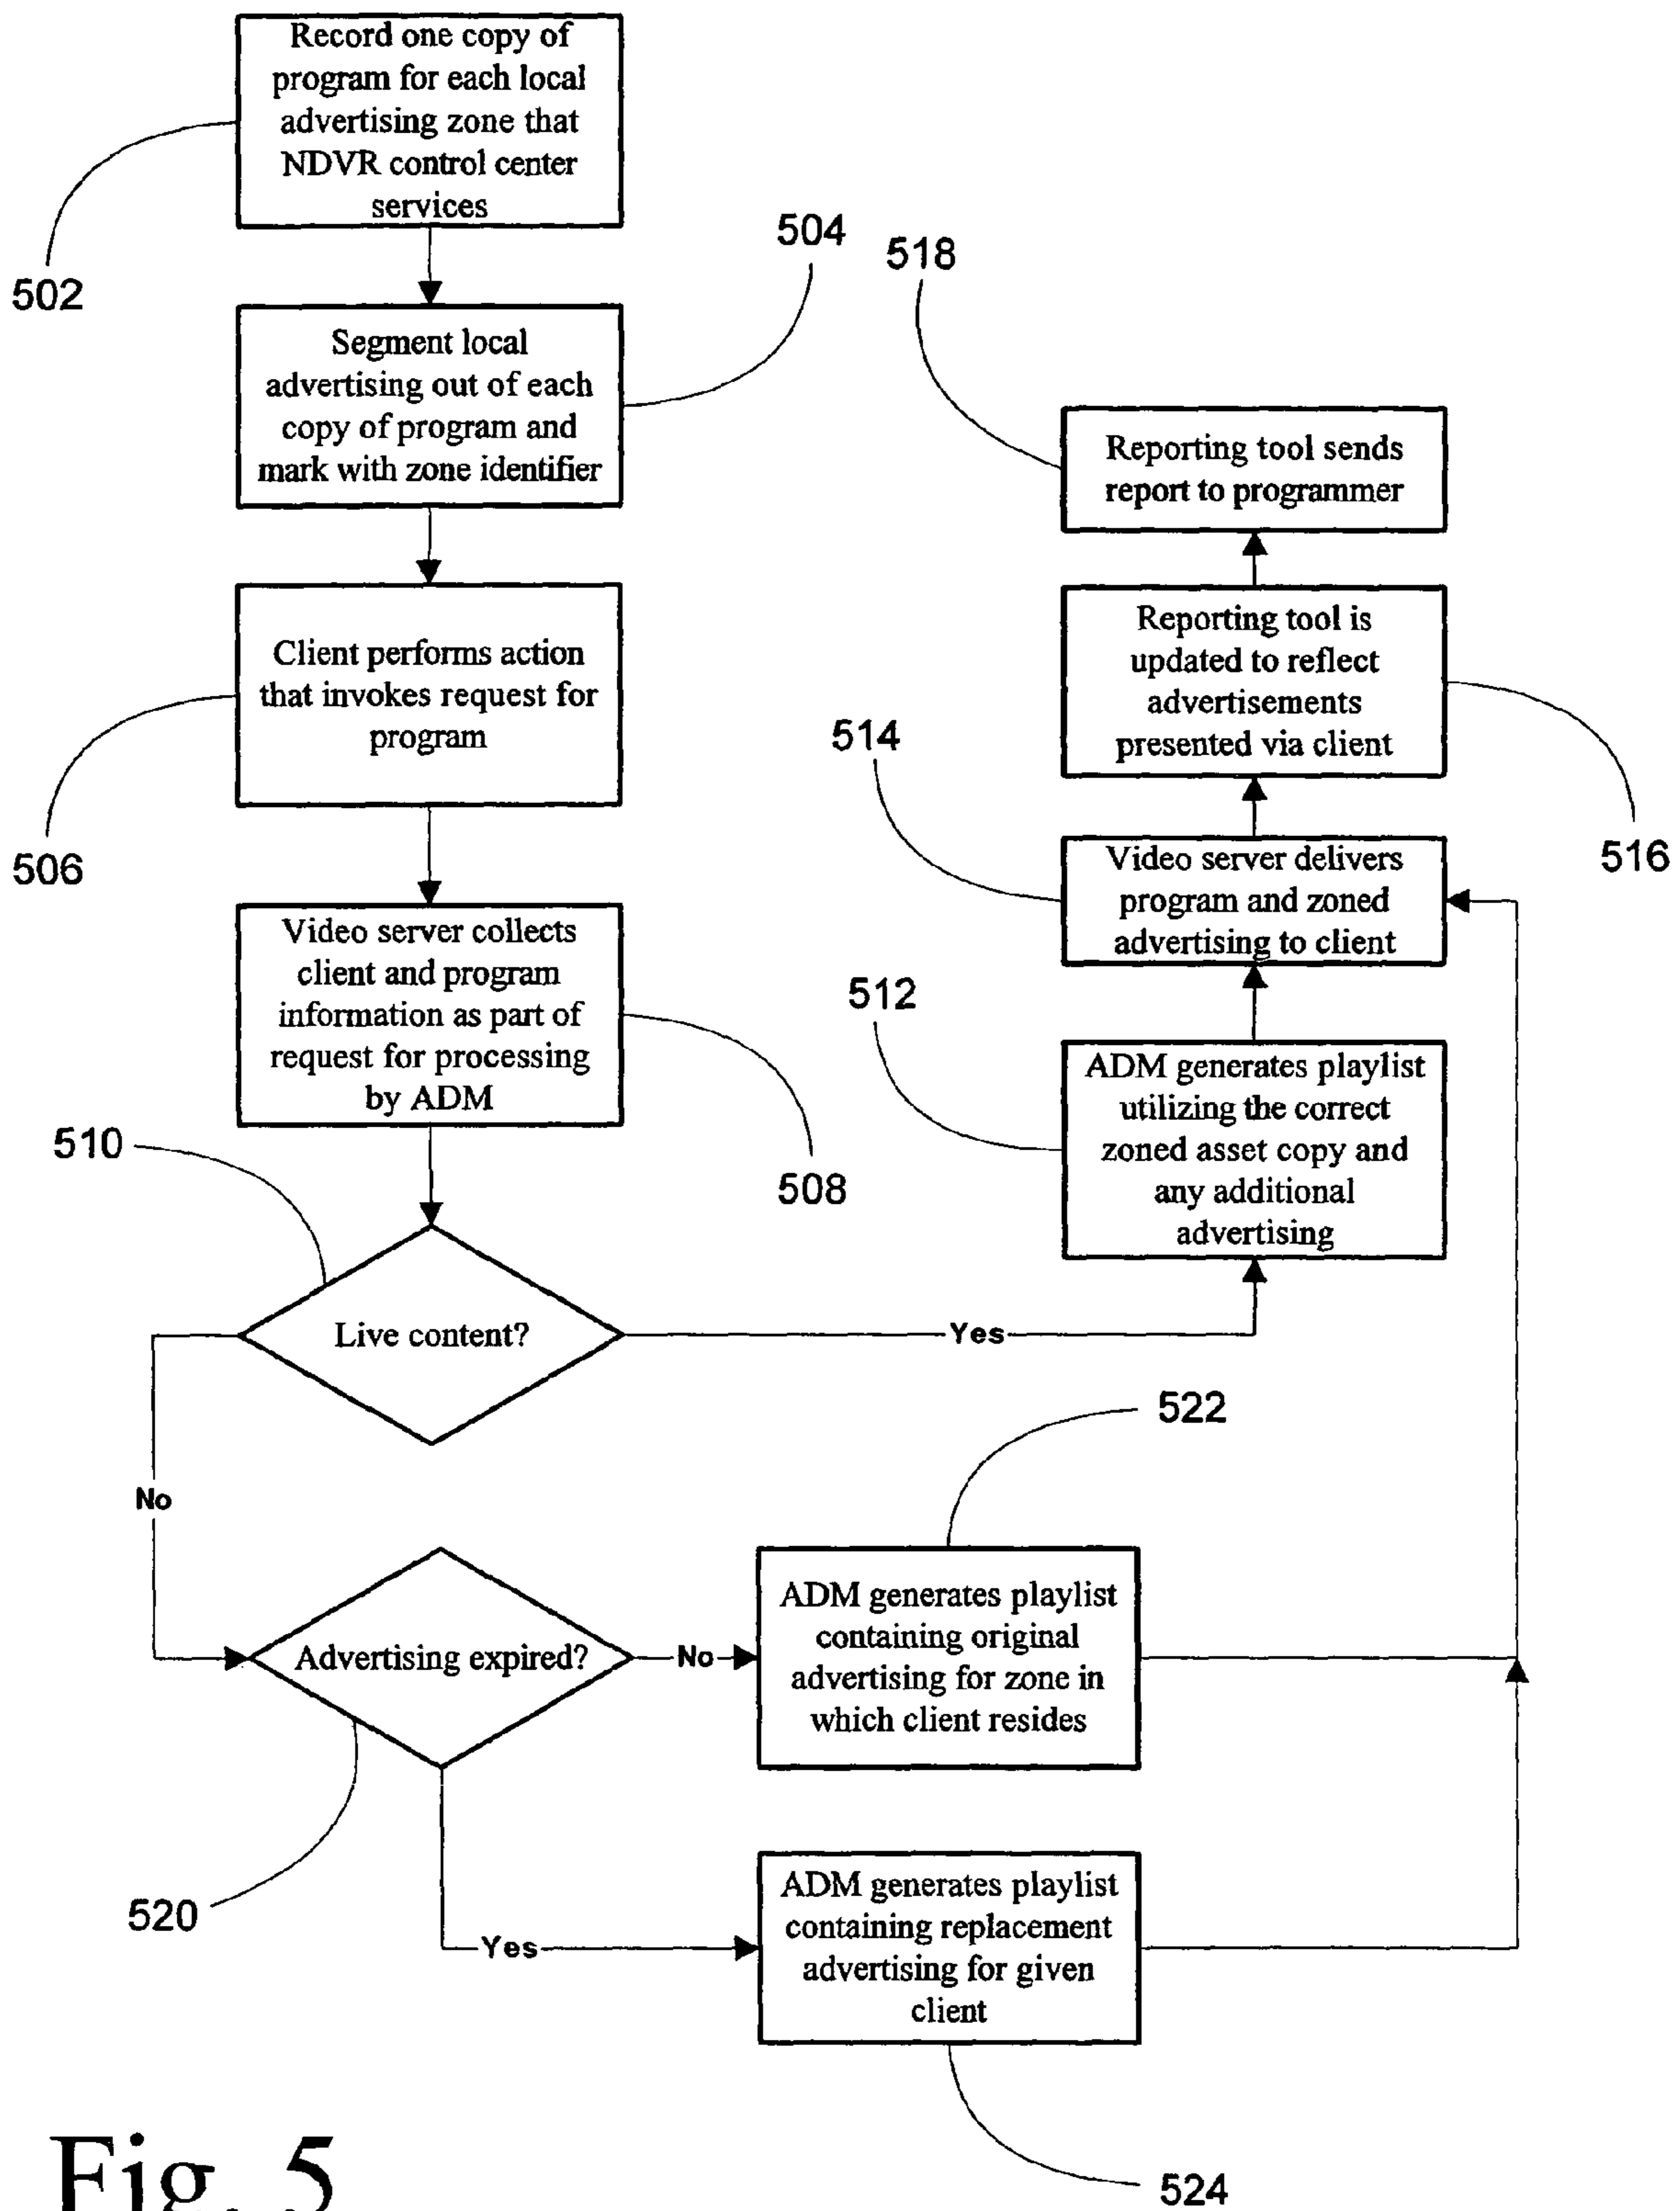 Record one copy of
program for each local
advertising zone that
NDVR control center
services
502
504
Segment local
advertising out of each
copy of program and
mark with zone identifier
518
Reporting tool sends
report to programmer
Client performs action
that invokes request for
program
506
Reporting tool is
updated to reflect
advertisements
presented via client
516
514
Video server delivers
program and zoned
advertising to client
Video server collects
client and program
information as part of
request for processing
by ADM
508
512
ADM generates playlist
utilizing the correct
zoned asset copy and
any additional
advertising
510
Live content?
Yes
No
522
Advertising expired?
No
ADM generates playlist
containing original
advertising for zone in
which client resides
520
Yes
ADM generates playlist
containing replacement
advertising for given
client
524
Fig. 5